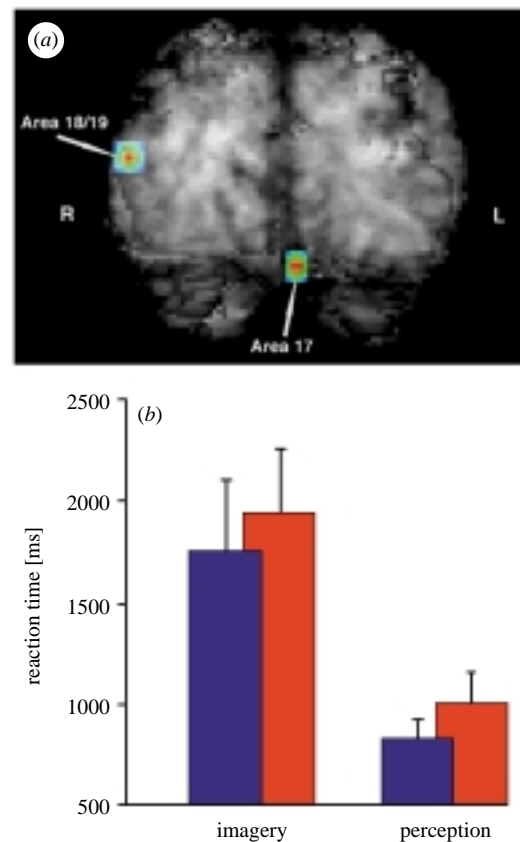 (a)
Area 18/19
R
L
Area 17
(b)
2500
2000
1500
1000
500
reaction time [ms]
imagery
perception